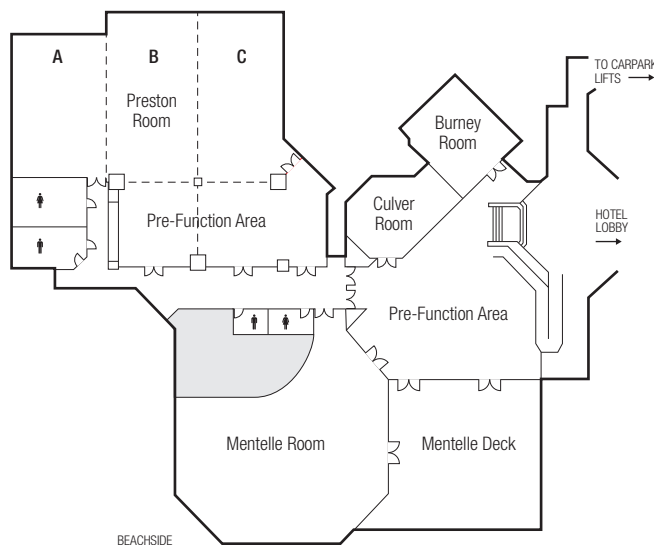 A
B
C
Preston
Room
Pre-Function Area
TO CARPARK
LIFTS
Burney
Room
Culver
Room
HOTEL
LOBBY
Pre-Function Area
Mentelle Room
Mentelle Deck
BEACHSIDE